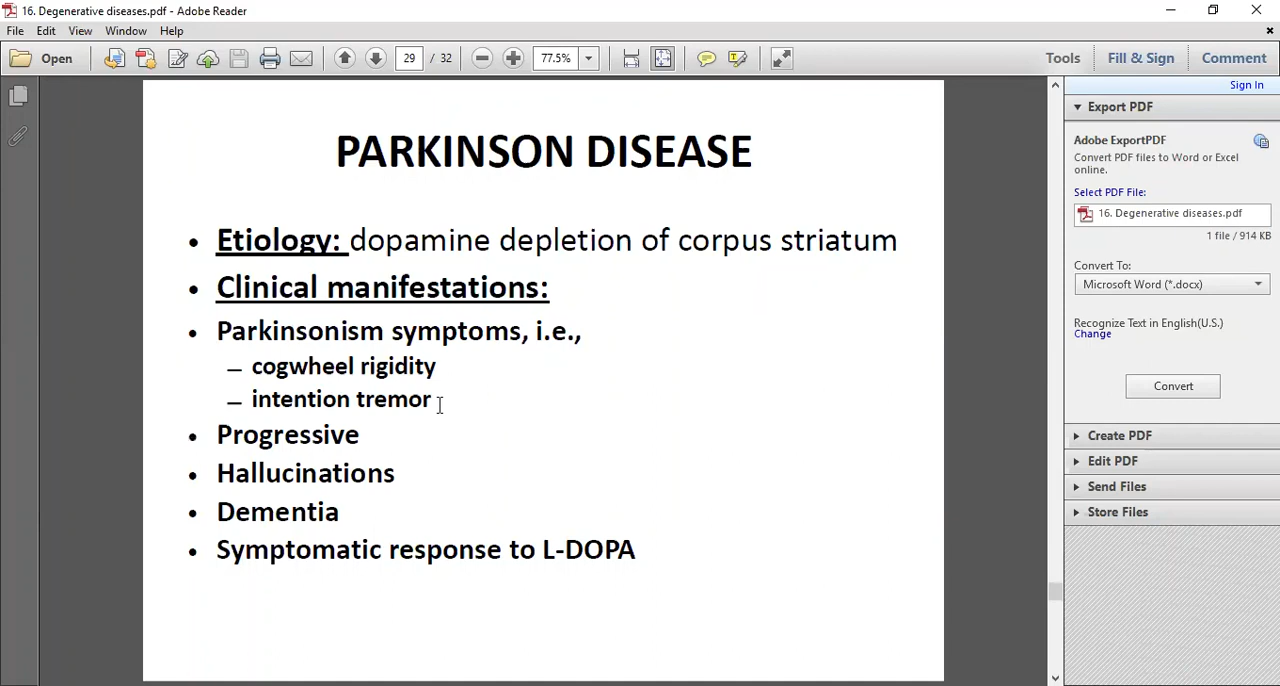 16. Degenerative diseases.pdf - Adobe Reader
File Edit View Window Help
Open 29 / 32 77.5% Tools Fill & Sign Comment
Sign In
PARKINSON DISEASE
• Etiology: dopamine depletion of corpus striatum
• Clinical manifestations:
• Parkinsonism symptoms, i.e.,
– cogwheel rigidity
– intention tremor
• Progressive
• Hallucinations
• Dementia
• Symptomatic response to L-DOPA
Export PDF
Adobe ExportPDF
Convert PDF files to Word or Excel
online.
Select PDF File:
16. Degenerative diseases.pdf
1 file / 914 KB
Convert To:
Microsoft Word (*.docx)
Recognize Text in English(U.S.)
Change
Convert
Create PDF
Edit PDF
Send Files
Store Files